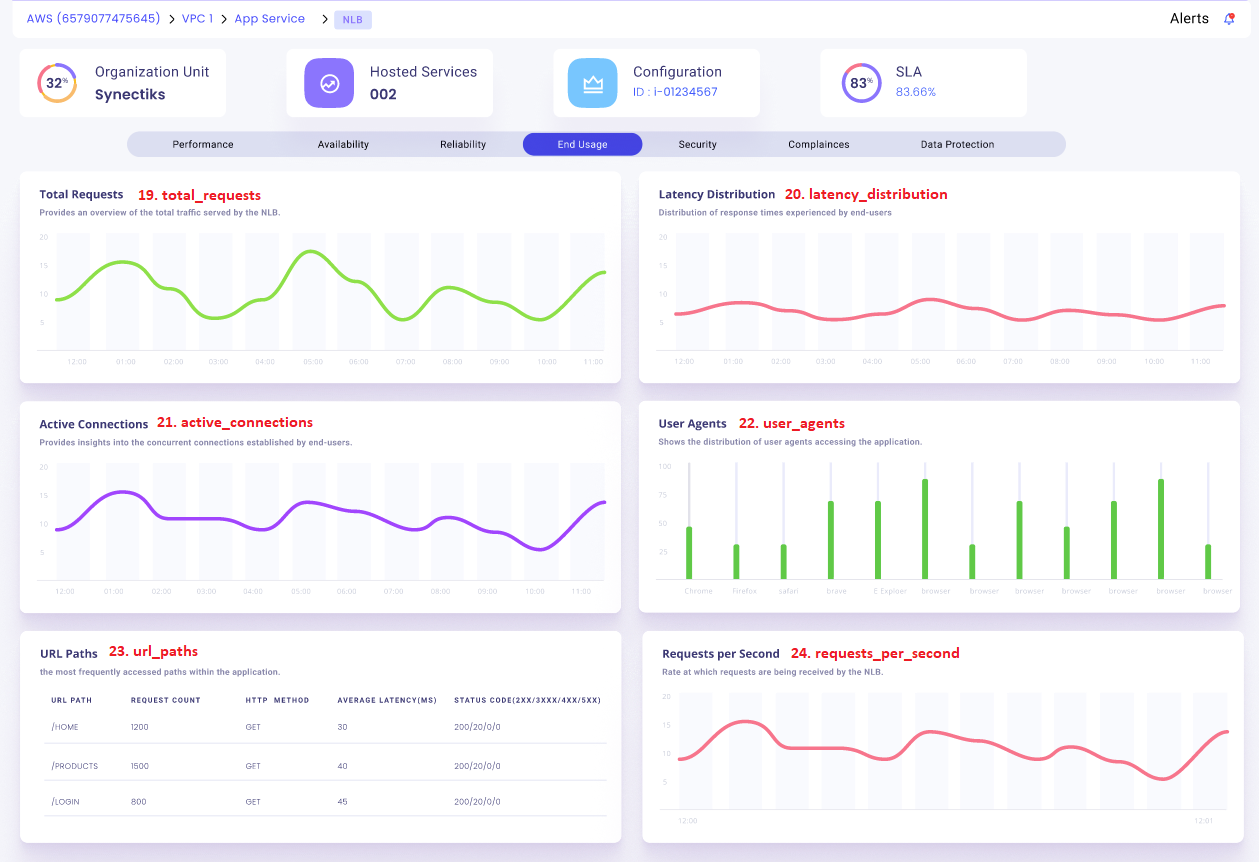 AWS (6579077475645) > VPC 1 > App Service > NLB
Alerts
32%
Organization Unit
Synectiks
Hosted Services
002
Configuration
ID : i-01234567
83%
SLA
83.66%
Performance Availability Reliability End Usage Security Complainces Data Protection
Total Requests 19. total_requests
Provides an overview of the total traffic served by the NLB.
20
15
10
5
12:00 01:00 02:00 03:00 04:00 05:00 06:00 07:00 08:00 09:00 10:00 11:00
Latency Distribution 20. latency_distribution
Distribution of response times experienced by end-users
20
15
10
5
12:00 01:00 02:00 03:00 04:00 05:00 06:00 07:00 08:00 09:00 10:00 11:00
Active Connections 21. active_connections
Provides insights into the concurrent connections established by end-users.
20
15
10
5
12:00 01:00 02:00 03:00 04:00 05:00 06:00 07:00 08:00 09:00 10:00 11:00
User Agents 22. user_agents
Shows the distribution of user agents accessing the application.
100
75
50
25
Chrome Firefox safari brave E Exploer browser browser browser browser browser browser browser
URL Paths 23. url_paths
the most frequently accessed paths within the application.
URL PATH REQUEST COUNT HTTP METHOD AVERAGE LATENCY(MS) STATUS CODE(2XX/3XXX/4XX/5XX)
/HOME 1200 GET 30 200/20/0/0
/PRODUCTS 1500 GET 40 200/20/0/0
/LOGIN 800 GET 45 200/20/0/0
Requests per Second 24. requests_per_second
Rate at which requests are being received by the NLB.
20
15
10
5
12:00 12:01